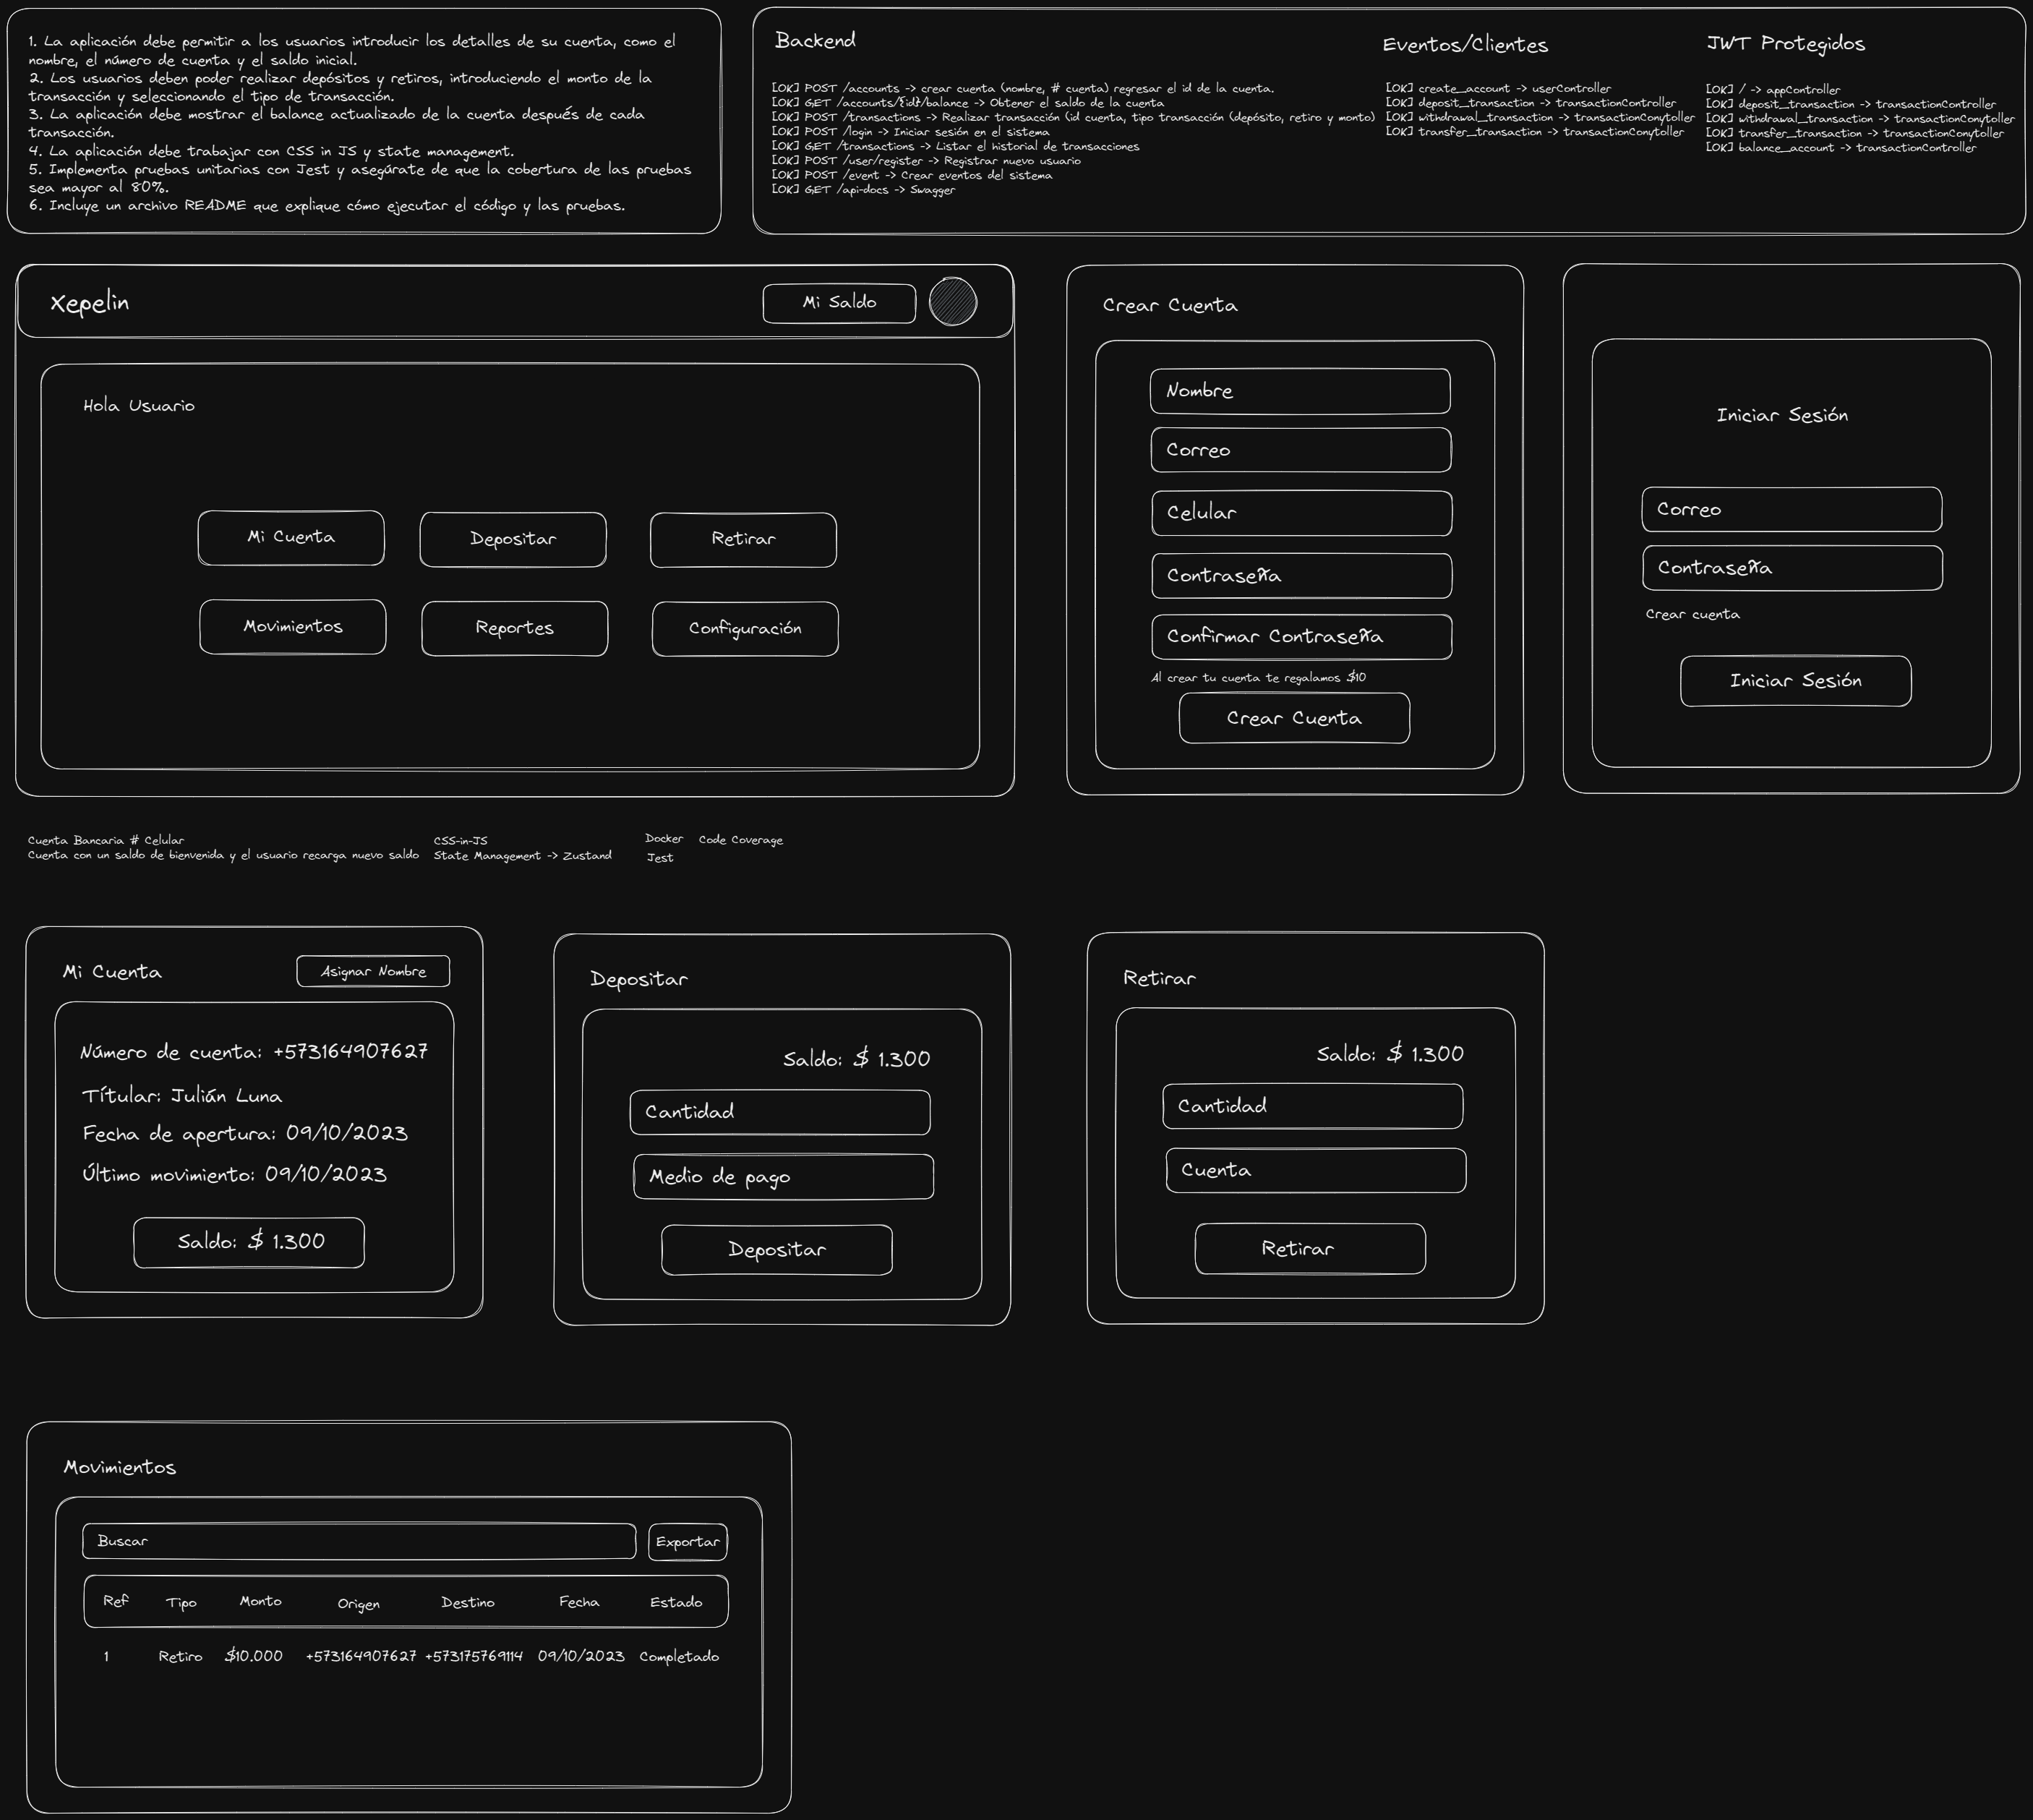 1. La aplicación debe permitir a los usuarios introducir los detalles de su cuenta, como el
nombre, el número de cuenta y el saldo inicial.
2. Los usuarios deben poder realizar depósitos y retiros, introduciendo el monto de la
transacción y seleccionando el tipo de transacción.
3. La aplicación debe mostrar el balance actualizado de la cuenta después de cada
transacción.
4. La aplicación debe trabajar con CSS in JS y state management.
5. Implementa pruebas unitarias con Jest y asegúrate de que la cobertura de las pruebas
sea mayor al 80%.
6. Incluye un archivo README que explique cómo ejecutar el código y las pruebas.
Backend
[OK] POST /accounts -> crear cuenta (nombre, # cuenta) regresar el id de la cuenta.
[OK] GET /accounts/{id}/balance -> Obtener el saldo de la cuenta
[OK] POST /transactions -> Realizar transacción (id cuenta, tipo transacción (depósito, retiro y monto)
[OK] POST /login -> Iniciar sesión en el sistema
[OK] GET /transactions -> Listar el historial de transacciones
[OK] POST /user/register -> Registrar nuevo usuario
[OK] POST /event -> Crear eventos del sistema
[OK] GET /api-docs -> Swagger
Eventos/Clientes
[OK] create_account -> userController
[OK] deposit_transaction -> transactionController
[OK] withdrawal_transaction -> transactionConytoller
[OK] transfer_transaction -> transactionConytoller
JWT Protegidos
[OK] / -> appController
[OK] deposit_transaction -> transactionController
[OK] withdrawal_transaction -> transactionConytoller
[OK] transfer_transaction -> transactionConytoller
[OK] balance_account -> transactionController
Xepelin
Mi Saldo
Hola Usuario
Mi Cuenta
Depositar
Retirar
Movimientos
Reportes
Configuración
Crear Cuenta
Nombre
Correo
Celular
Contraseña
Confirmar Contraseña
Al crear tu cuenta te regalamos $10
Crear Cuenta
Iniciar Sesión
Correo
Contraseña
Crear cuenta
Iniciar Sesión
Cuenta Bancaria # Celular
Cuenta con un saldo de bienvenida y el usuario recarga nuevo saldo
CSS-in-JS
State Management -> Zustand
Docker Code Coverage
Jest
Mi Cuenta
Asignar Nombre
Número de cuenta: +573164907627
Títular: Julián Luna
Fecha de apertura: 09/10/2023
Último movimiento: 09/10/2023
Saldo: $ 1.300
Depositar
Saldo: $ 1.300
Cantidad
Medio de pago
Depositar
Retirar
Saldo: $ 1.300
Cantidad
Cuenta
Retirar
Movimientos
Buscar
Exportar
Ref Tipo Monto Origen Destino Fecha Estado
1 Retiro $10.000 +573164907627 +573175769114 09/10/2023 Completado